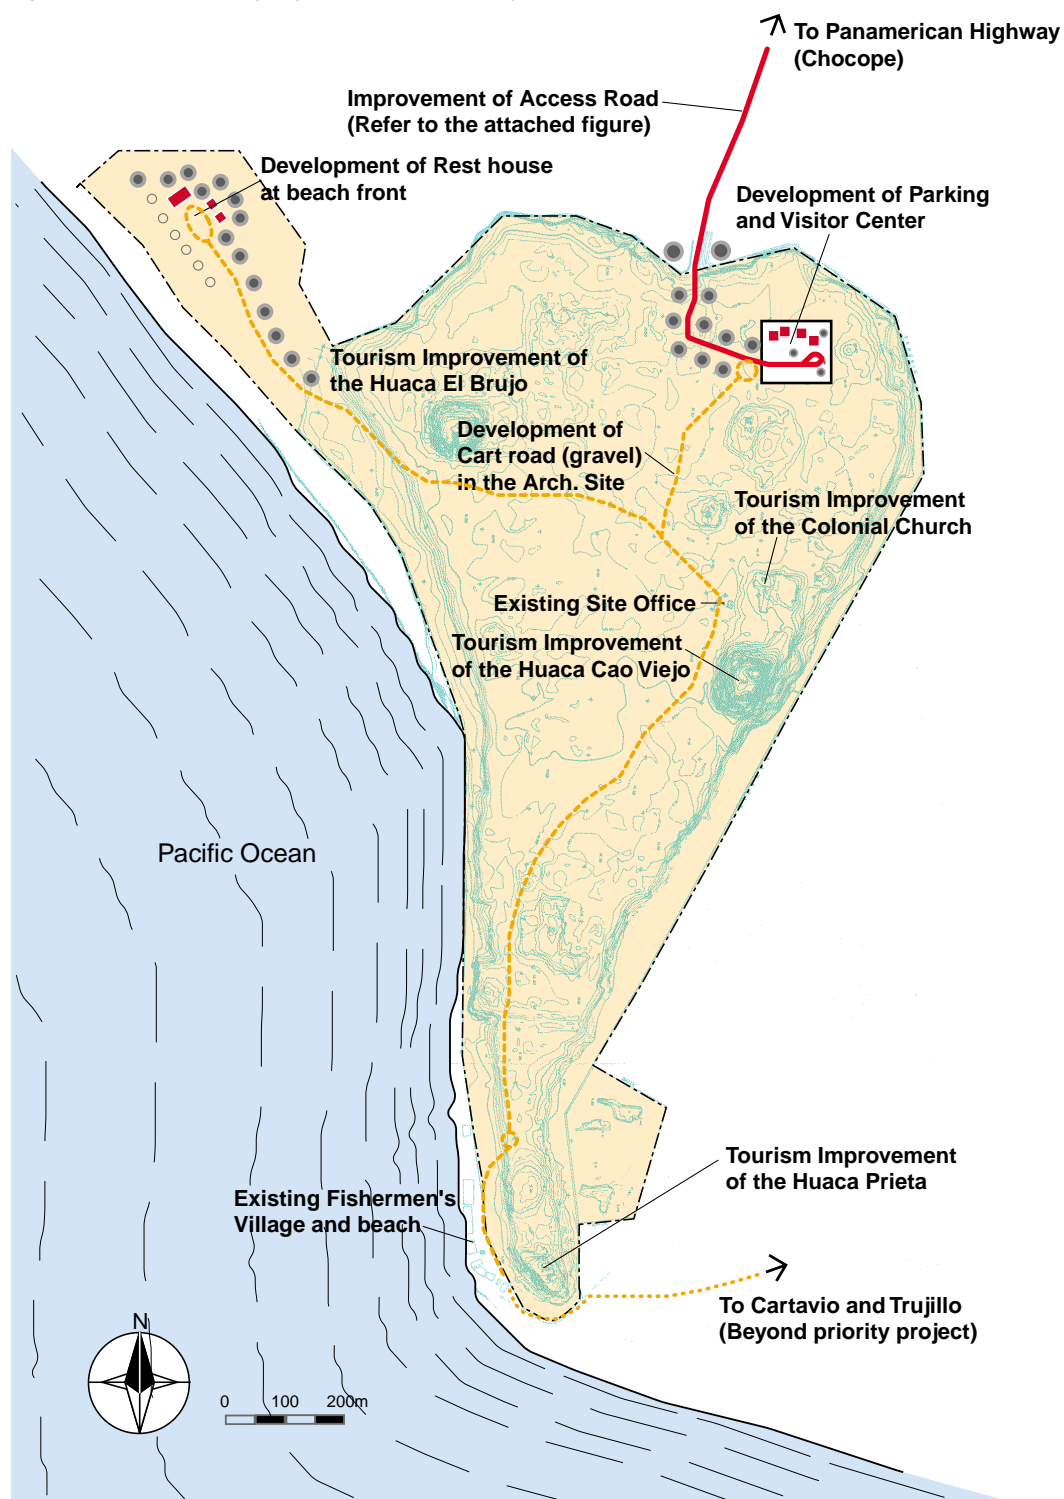 To Panamerican Highway
(Chocope)
Improvement of Access Road
(Refer to the attached figure)
Development of Rest house
at beach front
Development of Parking
and Visitor Center
Tourism Improvement of
the Huaca El Brujo
Development of
Cart road (gravel)
in the Arch. Site
Tourism Improvement
of the Colonial Church
Existing Site Office
Tourism Improvement
of the Huaca Cao Viejo
Pacific Ocean
Tourism Improvement
of the Huaca Prieta
Existing Fishermen's
Village and beach
To Cartavio and Trujillo
(Beyond priority project)
N
0 100 200m